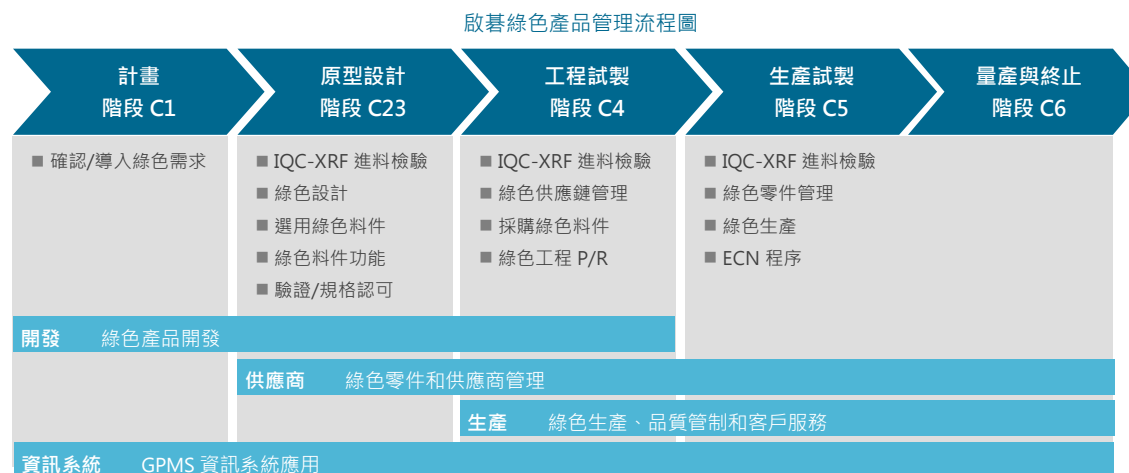 啟碁綠色產品管理流程圖
計畫
階段 C1
原型設計
階段 C23
工程試製
階段 C4
生產試製
階段 C5
量產與終止
階段 C6
■ 確認/導入綠色需求
■ IQC-XRF 進料檢驗
■ 綠色設計
■ 選用綠色料件
■ 綠色料件功能
■ 驗證/規格認可
■ IQC-XRF 進料檢驗
■ 綠色供應鏈管理
■ 採購綠色料件
■ 綠色工程 P/R
■ IQC-XRF 進料檢驗
■ 綠色零件管理
■ 綠色生產
■ ECN 程序
開發 綠色產品開發
供應商 綠色零件和供應商管理
生產 綠色生產、品質管制和客戶服務
資訊系統 GPMS 資訊系統應用